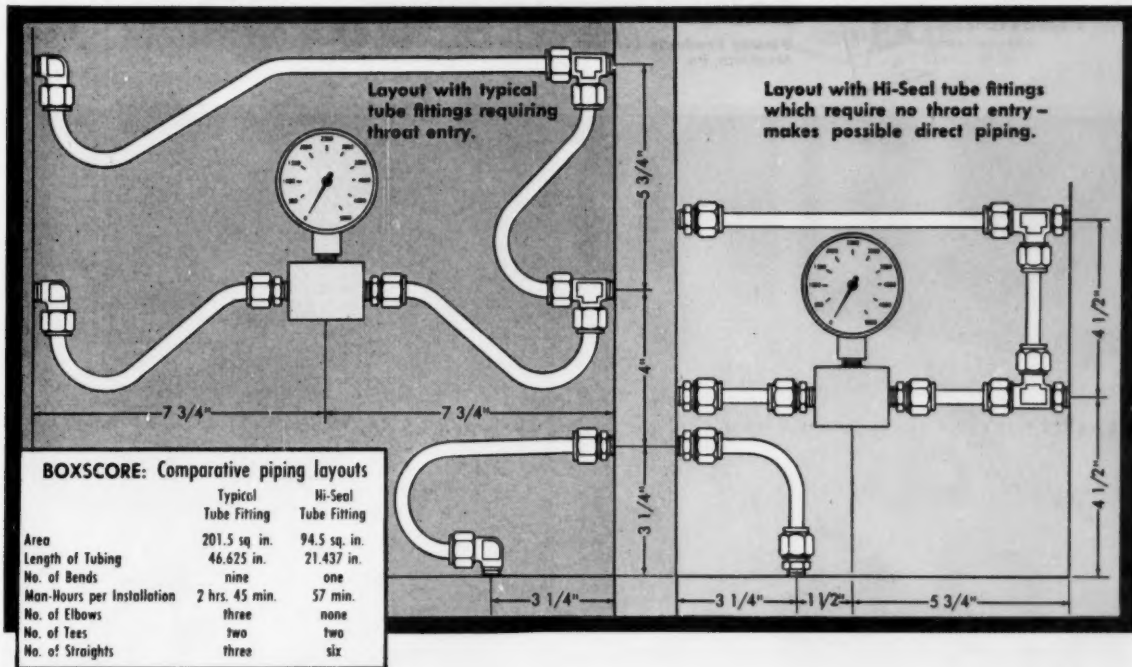 Layout with typical
tube fittings requiring
throat entry.
Layout with Hi-Seal tube fittings
which require no throat entry –
makes possible direct piping.
5 3/4"
4"
3 1/4"
7 3/4"
7 3/4"
3 1/4"
4 1/2"
4 1/2"
3 1/4"
1 1/2"
5 3/4"
BOXSCORE: Comparative piping layouts
Typical Hi-Seal
Tube Fitting Tube Fitting
Area 201.5 sq. in. 94.5 sq. in.
Length of Tubing 46.625 in. 21.437 in.
No. of Bends nine one
Man-Hours per Installation 2 hrs. 45 min. 57 min.
No. of Elbows three none
No. of Tees two two
No. of Straights three six